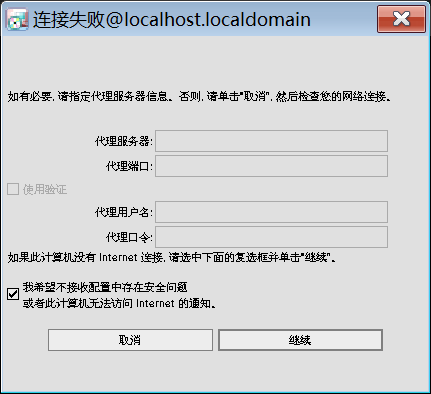 连接失败@localhost.localdomain
如有必要, 请指定代理服务器信息。否则, 请单击"取消", 然后检查您的网络连接。
代理服务器:
代理端口:
使用验证
代理用户名:
代理口令:
如果此计算机没有 Internet 连接, 请选中下面的复选框并单击"继续"。
我希望不接收配置中存在安全问题
或者此计算机无法访问 Internet 的通知。
取消
继续